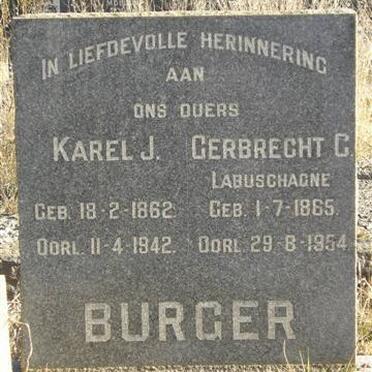 IN LIEFDEVOLLE HERINNERING
AAN
ONS OUERS
KAREL J. GERBRECHT C.
LABUSCHAGNE
GEB. 18-2-1862. GEB. 1-7-1865.
OORL. 11-4-1942. OORL. 29-8-1954
BURGER